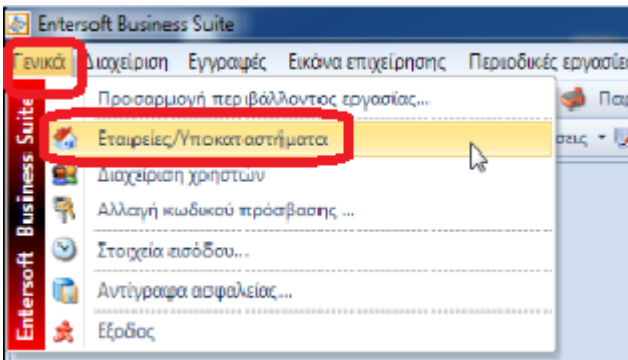 Entersoft Business Suite
Γενικά Διαχείριση Εγγραφές Εικόνα επιχείρησης Περιοδικές εργασίες
Προσαρμογή περιβάλλοντος εργασίας...
Εταιρείες/Υποκαταστήματα
Διαχείριση χρηστών
Αλλαγή κωδικού πρόσβασης ...
Στοιχεία εισόδου...
Αντίγραφα ασφαλείας...
Εξοδος
Entersoft Business Suite